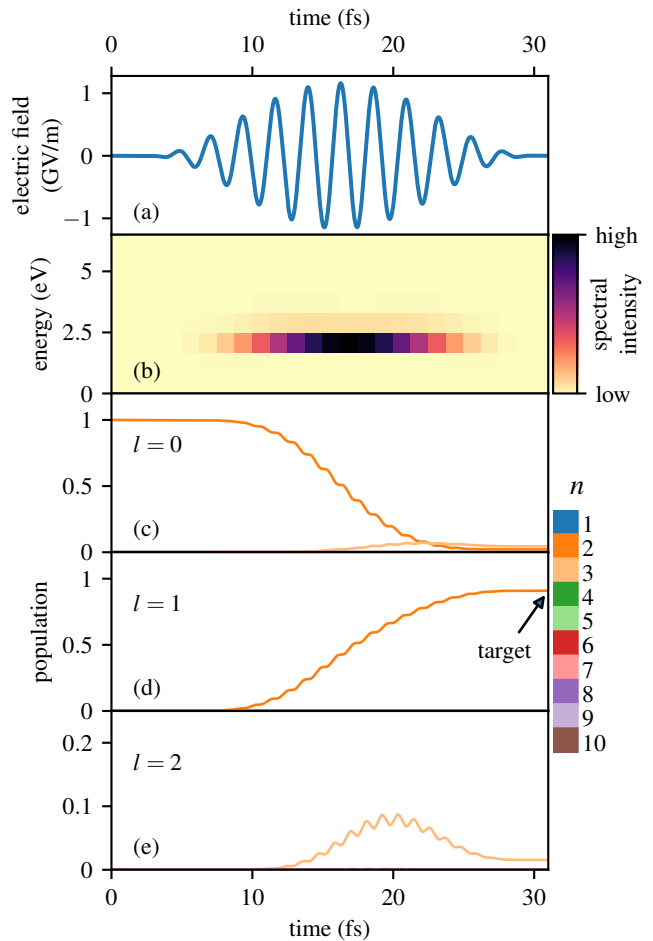 time (fs)
0 10 20 30
electric field
(GV/m)
1
0
−1
(a)
energy (eV)
5
2.5
0
(b)
high
low
spectral
intensity
1
0.5
0
l = 0
(c)
population
1
0.5
0
l = 1
(d)
target
0.2
0.1
0
l = 2
(e)
0 10 20 30
time (fs)
n
1
2
3
4
5
6
7
8
9
10